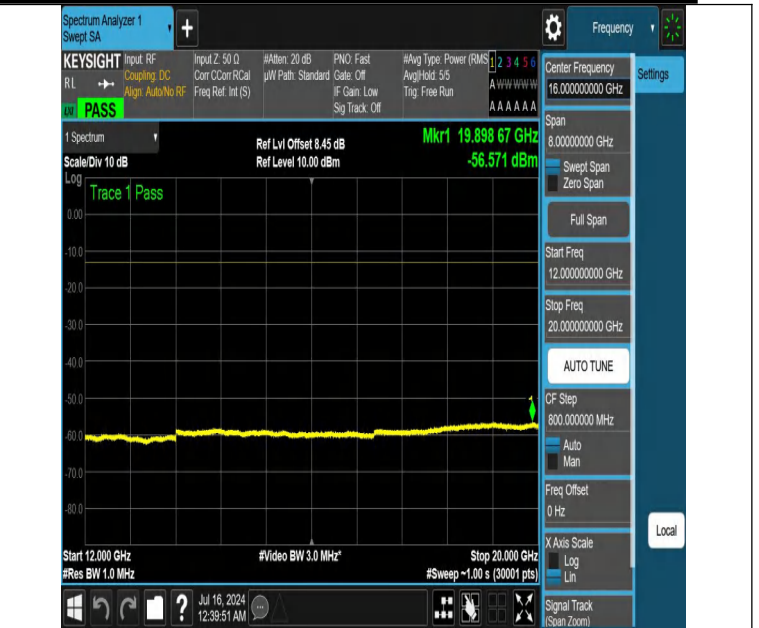 Spectrum Analyzer 1
Swept SA
+
Frequency
KEYSIGHT
RL
PASS
Input: RF
Coupling: DC
Align: Auto/No RF
Input Z: 50 Ω
Corr CCorr RCal
Freq Ref: Int (S)
#Atten: 20 dB
µW Path: Standard
PNO: Fast
Gate: Off
IF Gain: Low
Sig Track: Off
#Avg Type: Power (RMS
Avg|Hold: 5/5
Trig: Free Run
1 2 3 4 5 6
A W W W W W
A A A A A A
1 Spectrum
Scale/Div 10 dB
Ref Lvl Offset 8.45 dB
Ref Level 10.00 dBm
Mkr1 19.898 67 GHz
-56.571 dBm
Log
Trace 1 Pass
0.00
-10.0
-20.0
-30.0
-40.0
-50.0
-60.0
-70.0
-80.0
1
Start 12.000 GHz
#Res BW 1.0 MHz
#Video BW 3.0 MHz*
Stop 20.000 GHz
#Sweep ~1.00 s (30001 pts)
Jul 16, 2024
12:39:51 AM
?
Center Frequency
16.000000000 GHz
Settings
Span
8.00000000 GHz
Swept Span
Zero Span
Full Span
Start Freq
12.000000000 GHz
Stop Freq
20.000000000 GHz
AUTO TUNE
CF Step
800.000000 MHz
Auto
Man
Freq Offset
0 Hz
X Axis Scale
Log
Lin
Local
Signal Track
(Span Zoom)